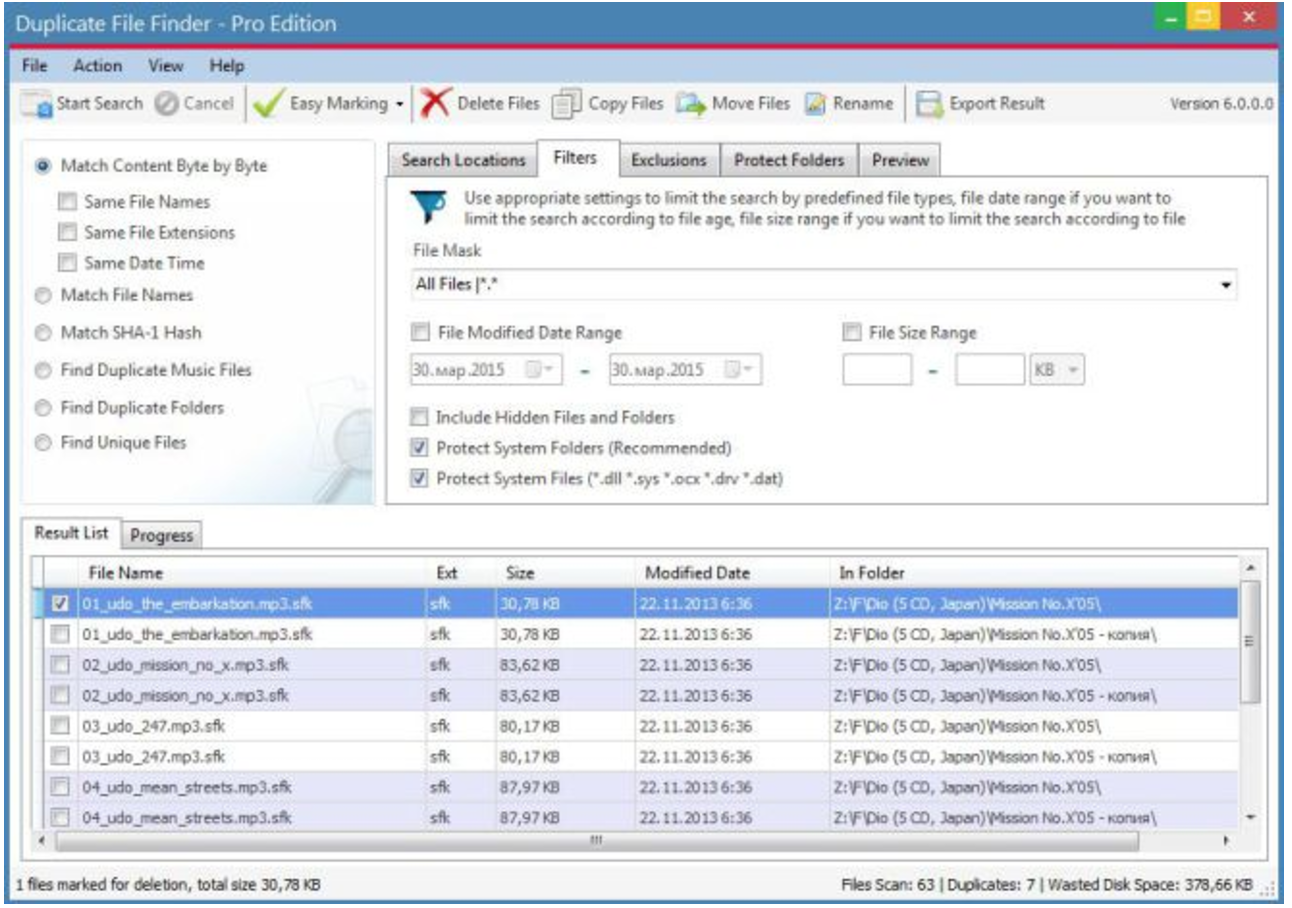 Duplicate File Finder - Pro Edition
File Action View Help
Start Search Cancel Easy Marking Delete Files Copy Files Move Files Rename Export Result Version 6.0.0.0
Match Content Byte by Byte
Same File Names
Same File Extensions
Same Date Time
Match File Names
Match SHA-1 Hash
Find Duplicate Music Files
Find Duplicate Folders
Find Unique Files
Search Locations Filters Exclusions Protect Folders Preview
Use appropriate settings to limit the search by predefined file types, file date range if you want to
limit the search according to file age, file size range if you want to limit the search according to file
File Mask
All Files |*.*
File Modified Date Range File Size Range
30.мар.2015 - 30.мар.2015 - KB
Include Hidden Files and Folders
Protect System Folders (Recommended)
Protect System Files (*.dll *.sys *.ocx *.drv *.dat)
Result List Progress
File Name Ext Size Modified Date In Folder
01_udo_the_embarkation.mp3.sfk sfk 30,78 KB 22.11.2013 6:36 Z:\F\Dio (5 CD, Japan)\Mission No.X'05\
01_udo_the_embarkation.mp3.sfk sfk 30,78 KB 22.11.2013 6:36 Z:\F\Dio (5 CD, Japan)\Mission No.X'05 - копия\
02_udo_mission_no_x.mp3.sfk sfk 83,62 KB 22.11.2013 6:36 Z:\F\Dio (5 CD, Japan)\Mission No.X'05\
02_udo_mission_no_x.mp3.sfk sfk 83,62 KB 22.11.2013 6:36 Z:\F\Dio (5 CD, Japan)\Mission No.X'05 - копия\
03_udo_247.mp3.sfk sfk 80,17 KB 22.11.2013 6:36 Z:\F\Dio (5 CD, Japan)\Mission No.X'05\
03_udo_247.mp3.sfk sfk 80,17 KB 22.11.2013 6:36 Z:\F\Dio (5 CD, Japan)\Mission No.X'05 - копия\
04_udo_mean_streets.mp3.sfk sfk 87,97 KB 22.11.2013 6:36 Z:\F\Dio (5 CD, Japan)\Mission No.X'05\
04_udo_mean_streets.mp3.sfk sfk 87,97 KB 22.11.2013 6:36 Z:\F\Dio (5 CD, Japan)\Mission No.X'05 - копия\
1 files marked for deletion, total size 30,78 KB Files Scan: 63 | Duplicates: 7 | Wasted Disk Space: 378,66 KB